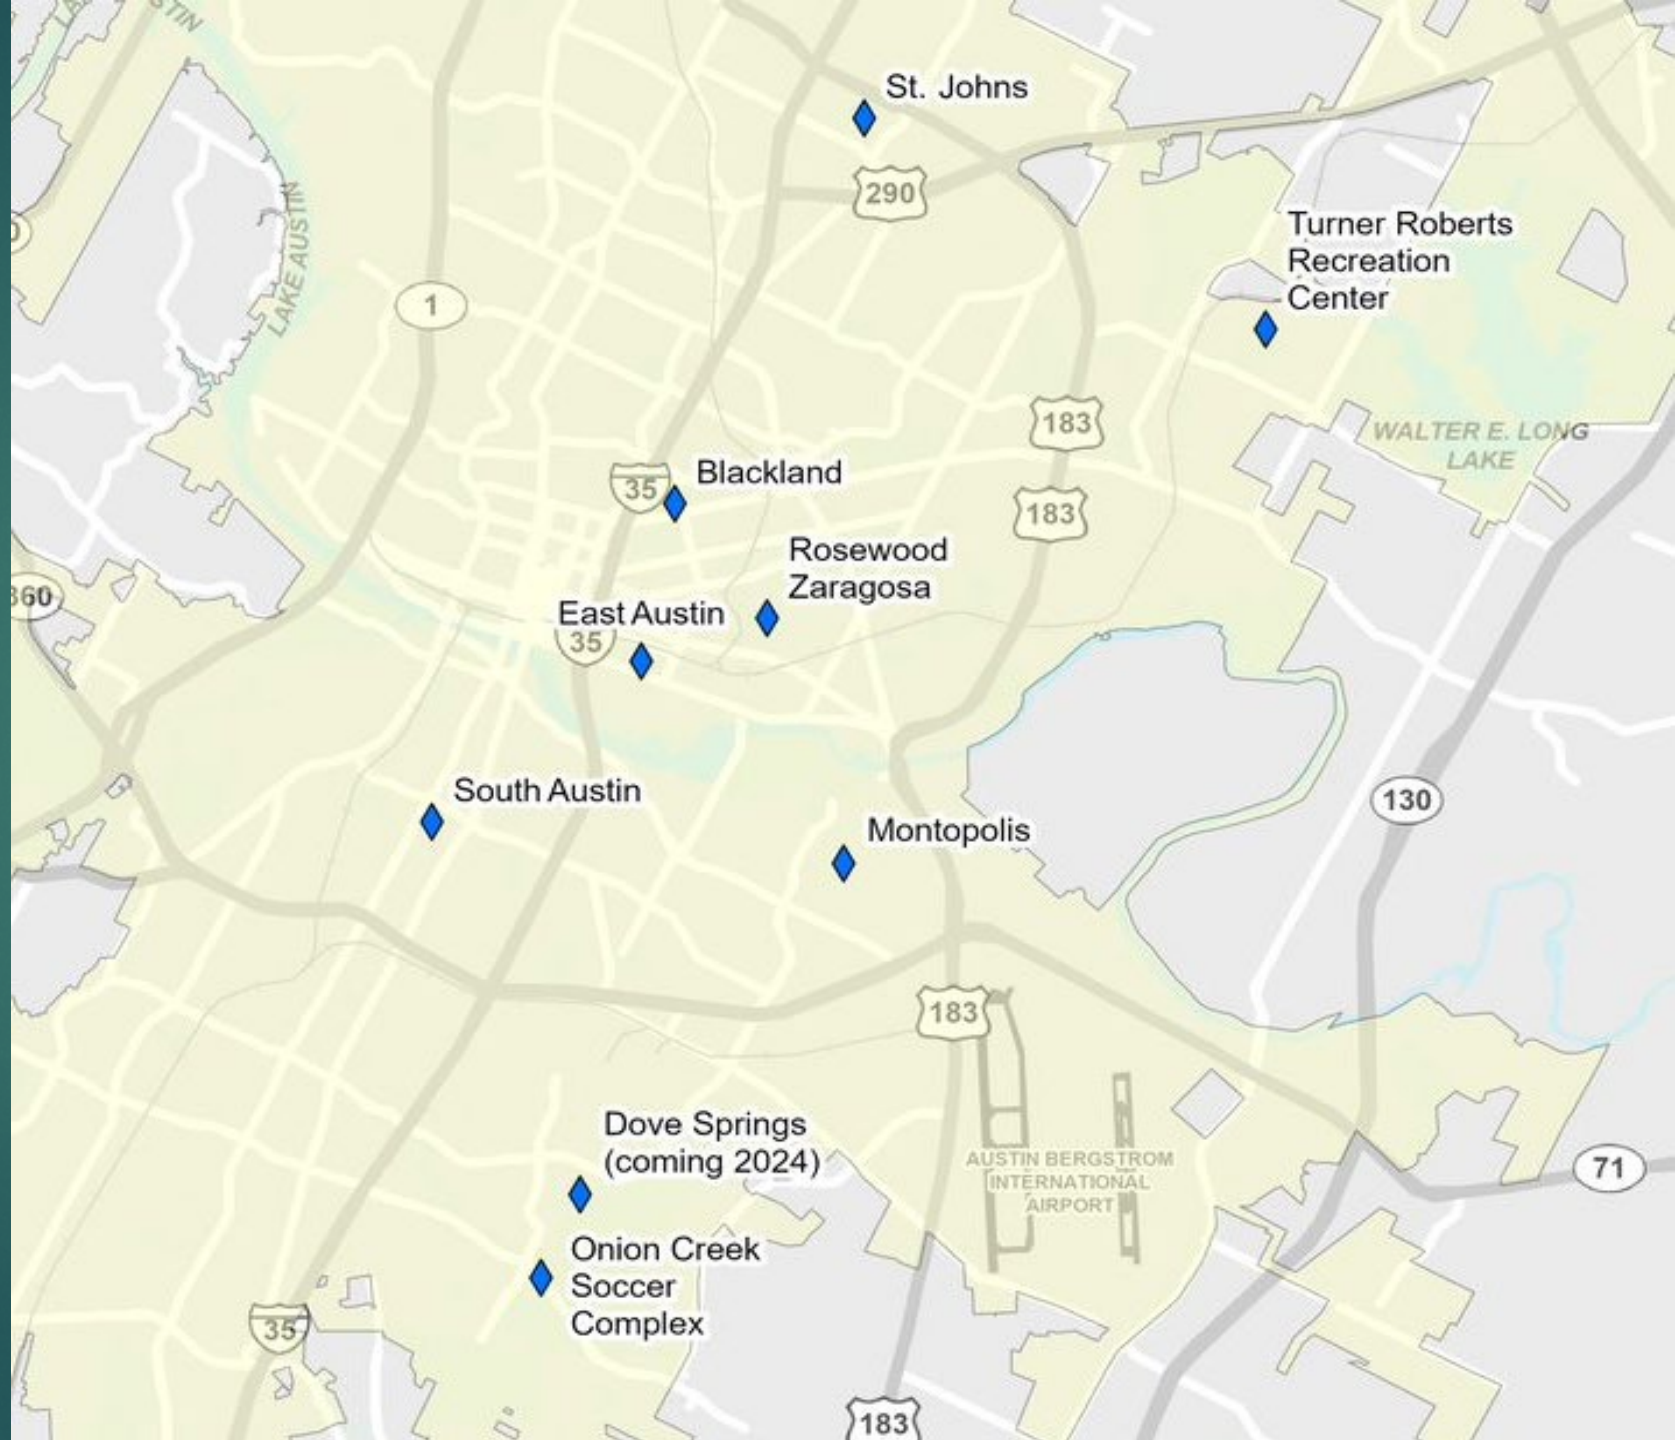 STIN
St. Johns
290
Turner Roberts
Recreation
Center
LAKE AUSTIN
1
183
WALTER E. LONG
LAKE
35
Blackland
183
Rosewood
Zaragosa
360
East Austin
35
South Austin
130
Montopolis
183
Dove Springs
(coming 2024)
AUSTIN BERGSTROM
INTERNATIONAL
AIRPORT
71
Onion Creek
Soccer
Complex
35
183